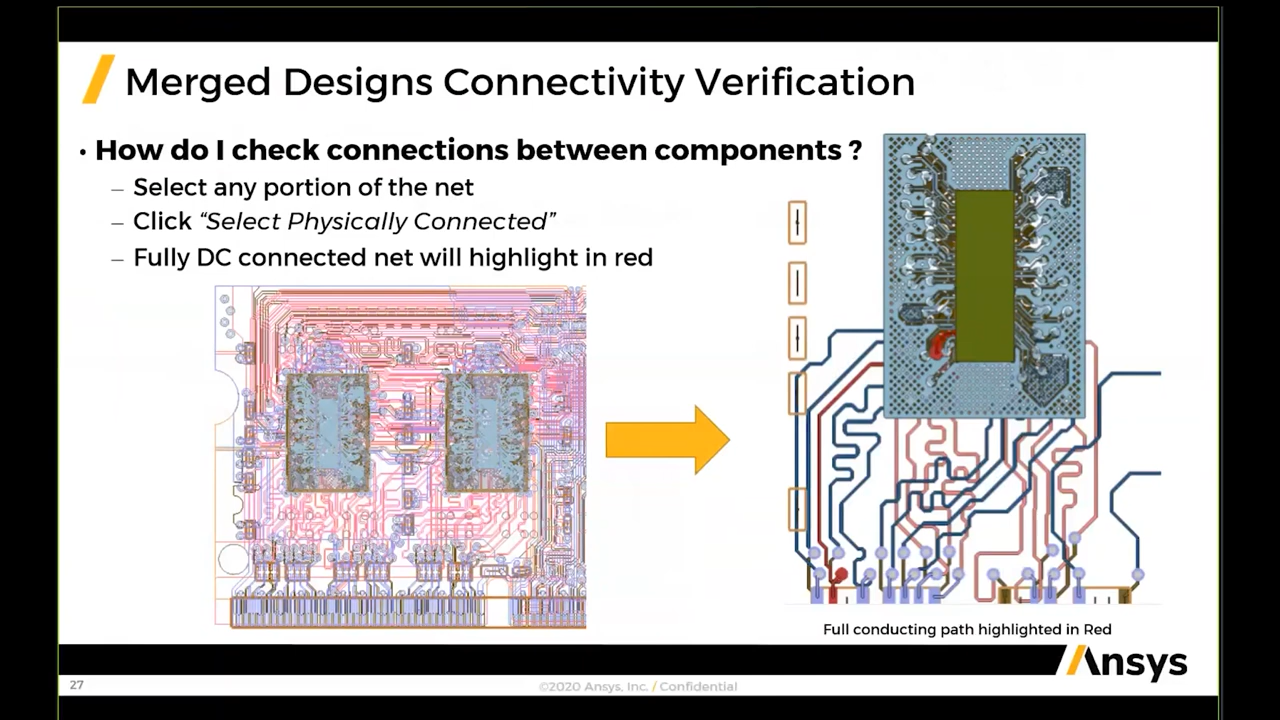 Merged Designs Connectivity Verification
• How do I check connections between components ?
– Select any portion of the net
– Click “Select Physically Connected”
– Fully DC connected net will highlight in red
Full conducting path highlighted in Red
Ansys
27
©2020 Ansys, Inc. / Confidential